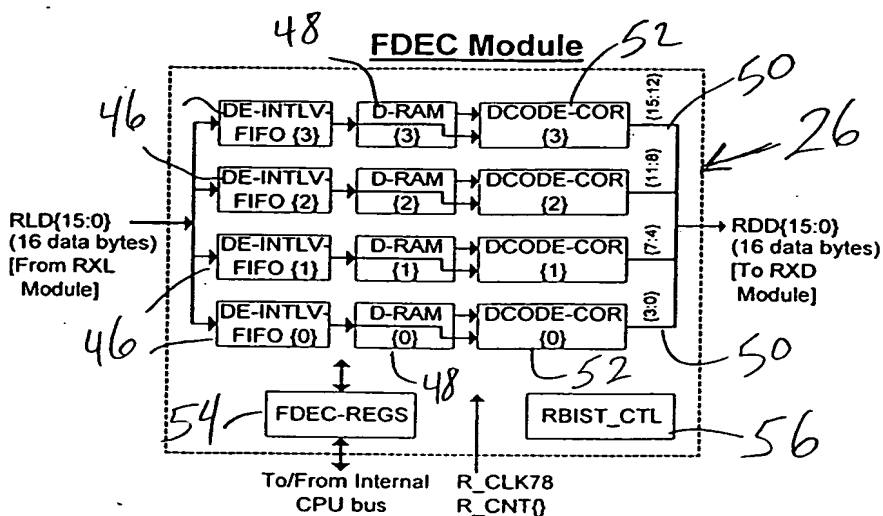 48
FDEC Module
52
50
26
46
DE-INTLV-
FIFO {3}
D-RAM
{3}
DCODE-COR
{3}
{15:12}
46
DE-INTLV-
FIFO {2}
D-RAM
{2}
DCODE-COR
{2}
{11:8}
RLD{15:0}
(16 data bytes)
[From RXL
Module]
RDD{15:0}
(16 data bytes)
[To RXD
Module]
DE-INTLV-
FIFO {1}
D-RAM
{1}
DCODE-COR
{1}
{7:4}
46
DE-INTLV-
FIFO {0}
D-RAM
{0}
DCODE-COR
{0}
{3:0}
48
52
50
54
FDEC-REGS
RBIST_CTL
56
To/From Internal
CPU bus
R_CLK78
R_CNT{}